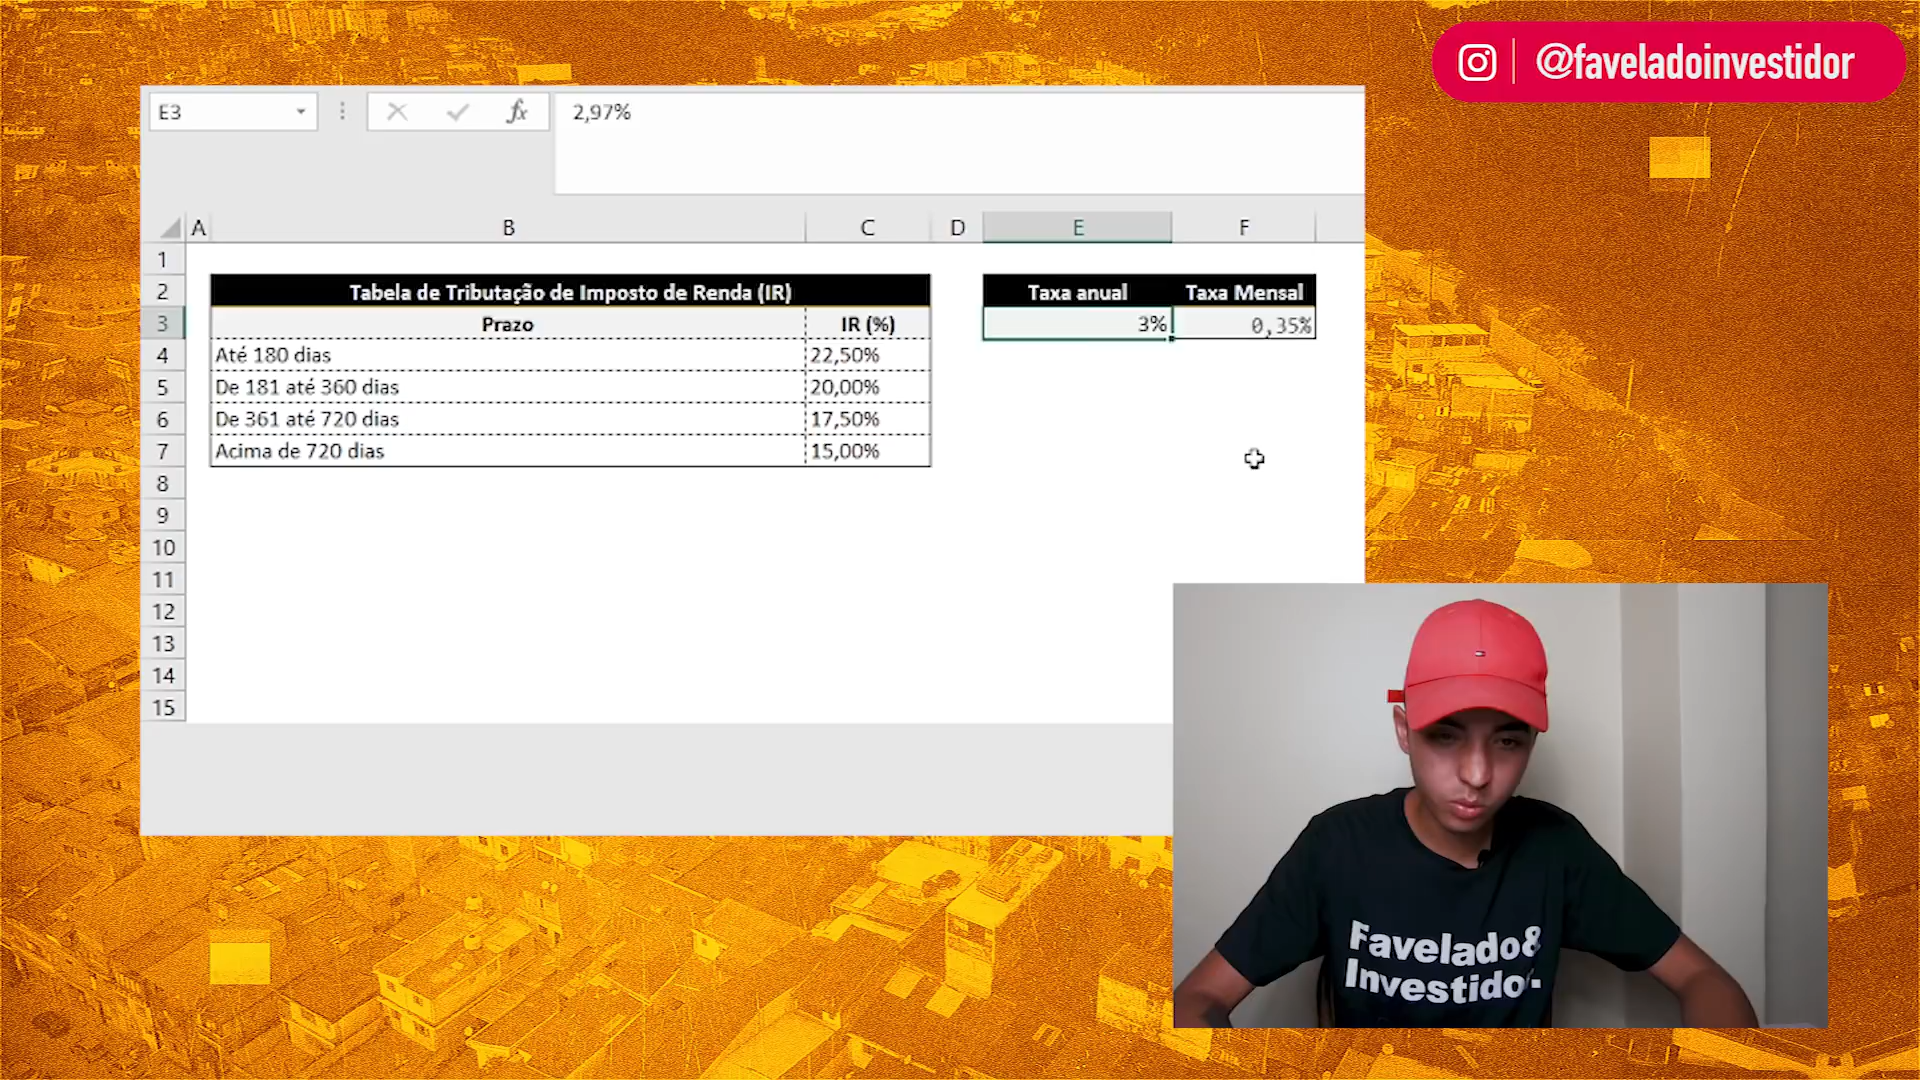 @faveladoinvestidor
E3
fx
2,97%
A B C D E F
1
2 Tabela de Tributação de Imposto de Renda (IR) Taxa anual Taxa Mensal
3 Prazo IR (%) 3% 0,35%
4 Até 180 dias 22,50%
5 De 181 até 360 dias 20,00%
6 De 361 até 720 dias 17,50%
7 Acima de 720 dias 15,00%
8
9
10
11
12
13
14
15
Favelado&
Investidor.